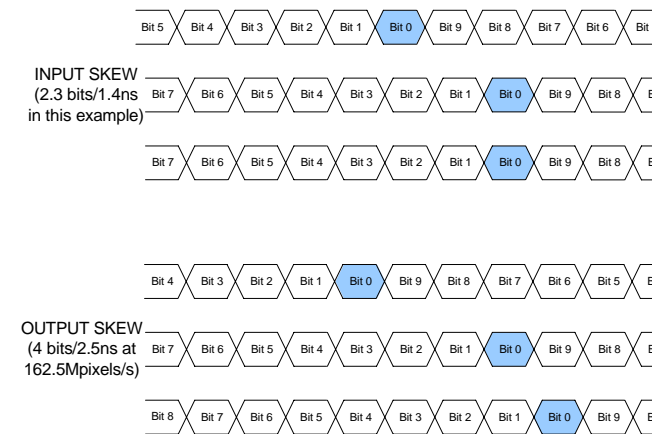 Bit 5 Bit 4 Bit 3 Bit 2 Bit 1 Bit 0 Bit 9 Bit 8 Bit 7 Bit 6 Bit
INPUT SKEW
(2.3 bits/1.4ns
in this example)
Bit 7 Bit 6 Bit 5 Bit 4 Bit 3 Bit 2 Bit 1 Bit 0 Bit 9 Bit 8
Bit 7 Bit 6 Bit 5 Bit 4 Bit 3 Bit 2 Bit 1 Bit 0 Bit 9 Bit 8
Bit 4 Bit 3 Bit 2 Bit 1 Bit 0 Bit 9 Bit 8 Bit 7 Bit 6 Bit 5
OUTPUT SKEW
(4 bits/2.5ns at
162.5Mpixels/s)
Bit 7 Bit 6 Bit 5 Bit 4 Bit 3 Bit 2 Bit 1 Bit 0 Bit 9 Bit 8
Bit 8 Bit 7 Bit 6 Bit 5 Bit 4 Bit 3 Bit 2 Bit 1 Bit 0 Bit 9